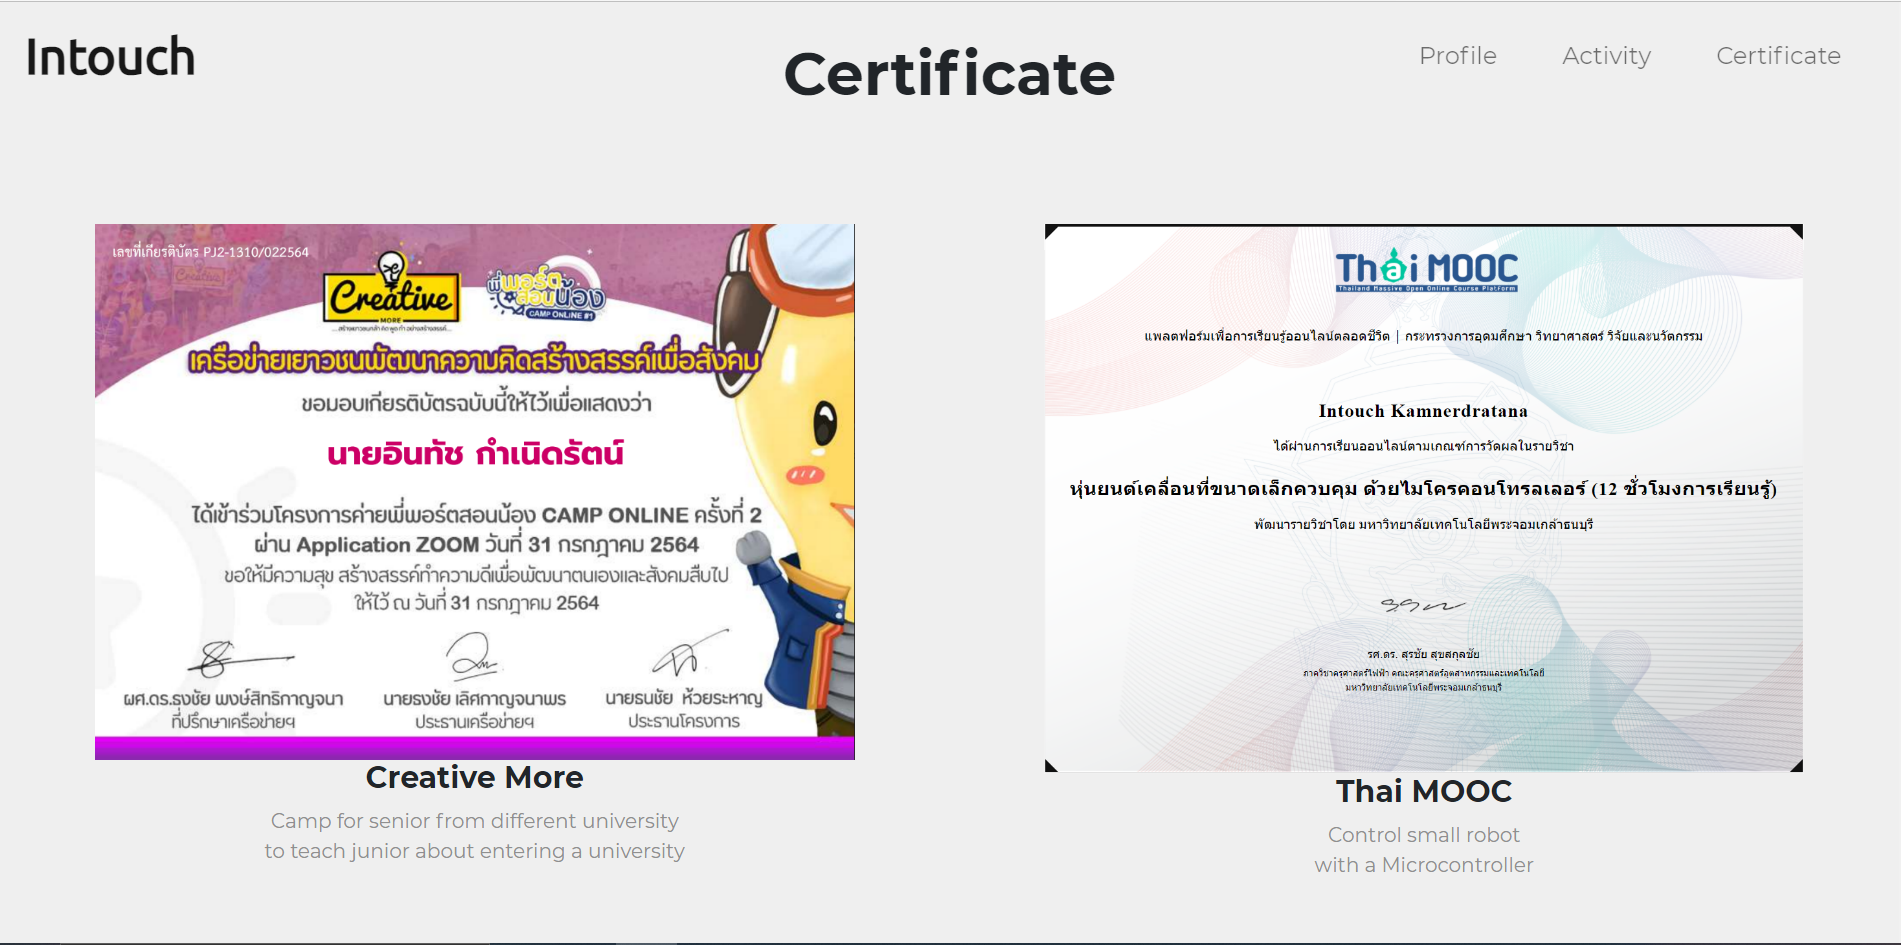 Intouch
Certificate
Profile
Activity
Certificate
เลขที่เกียรติบัตร PJ2-1310/022564
Creative
MORE
...สร้างเยาวชนกล้า คิด พูด ทำ อย่างสร้างสรรค์...
พี่พอร์ตสอนน้อง
CAMP ONLINE #1
เครือข่ายเยาวชนพัฒนาความคิดสร้างสรรค์เพื่อสังคม
ขอมอบเกียรติบัตรฉบับนี้ให้ไว้เพื่อแสดงว่า
นายอินทัช กำเนิดรัตน์
ได้เข้าร่วมโครงการค่ายพี่พอร์ตสอนน้อง CAMP ONLINE ครั้งที่ 2
ผ่าน Application ZOOM วันที่ 31 กรกฎาคม 2564
ขอให้มีความสุข สร้างสรรค์ทำความดีเพื่อพัฒนาตนเองและสังคมสืบไป
ให้ไว้ ณ วันที่ 31 กรกฎาคม 2564
ผศ.ดร.ธงชัย พงษ์สิทธิกาญจนา
ที่ปรึกษาเครือข่ายฯ
นายธงชัย เลิศกาญจนาพร
ประธานเครือข่ายฯ
นายธนชัย ห้วยระหาญ
ประธานโครงการ
Creative More
Camp for senior from different university
to teach junior about entering a university
Thai MOOC
Thailand Massive Open Online Course Platform
แพลตฟอร์มเพื่อการเรียนรู้ออนไลน์ตลอดชีวิต | กระทรวงการอุดมศึกษา วิทยาศาสตร์ วิจัยและนวัตกรรม
Intouch Kamnerdratana
ได้ผ่านการเรียนออนไลน์ตามเกณฑ์การวัดผลในรายวิชา
หุ่นยนต์เคลื่อนที่ขนาดเล็กควบคุม ด้วยไมโครคอนโทรลเลอร์ (12 ชั่วโมงการเรียนรู้)
พัฒนารายวิชาโดย มหาวิทยาลัยเทคโนโลยีพระจอมเกล้าธนบุรี
รศ.ดร. สุรชัย สุขสกุลชัย
ภาควิชาครุศาสตร์ไฟฟ้า คณะครุศาสตร์อุตสาหกรรมและเทคโนโลยี
มหาวิทยาลัยเทคโนโลยีพระจอมเกล้าธนบุรี
Thai MOOC
Control small robot
with a Microcontroller